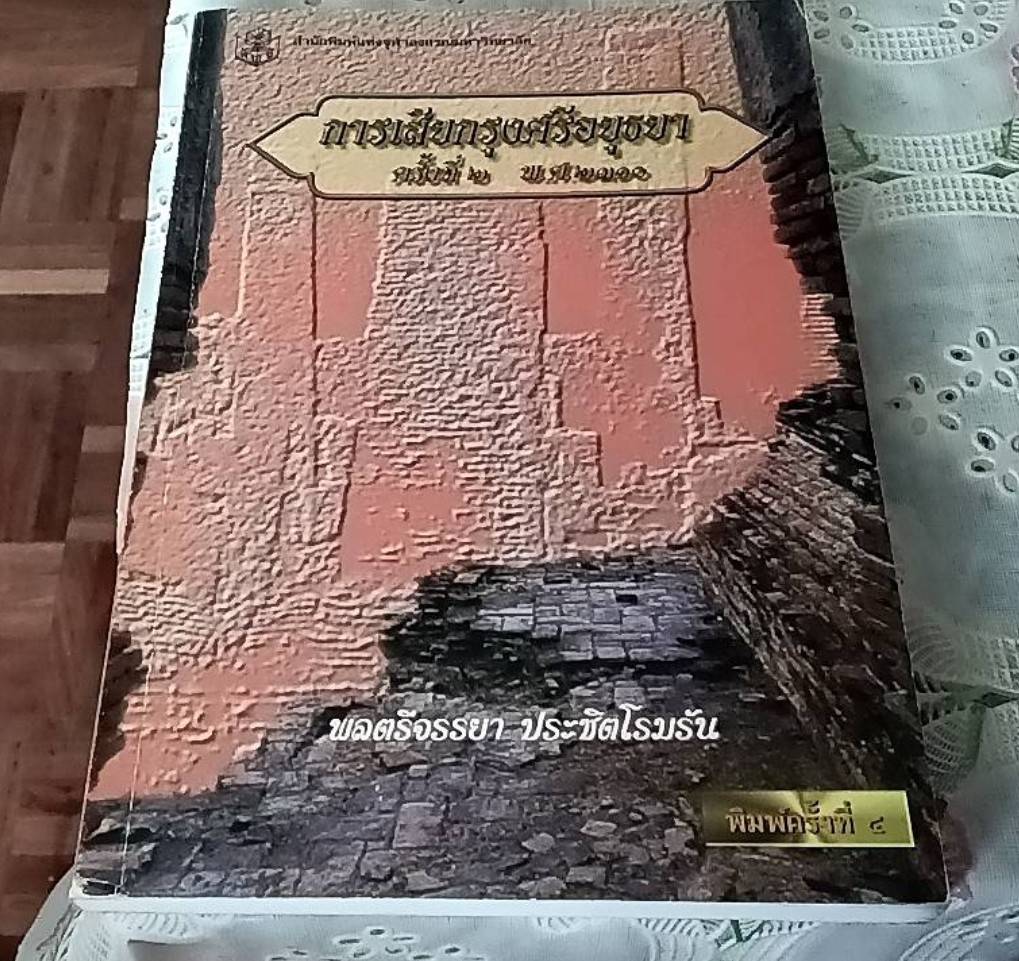 สำนักพิมพ์แห่งจุฬาลงกรณ์มหาวิทยาลัย
การเสียกรุงศรีอยุธยา
ครั้งที่ ๒ พ.ศ.๒๓๑๐
พลตรีจรรยา ประชิตโรมรัน
พิมพ์ครั้งที่ ๔